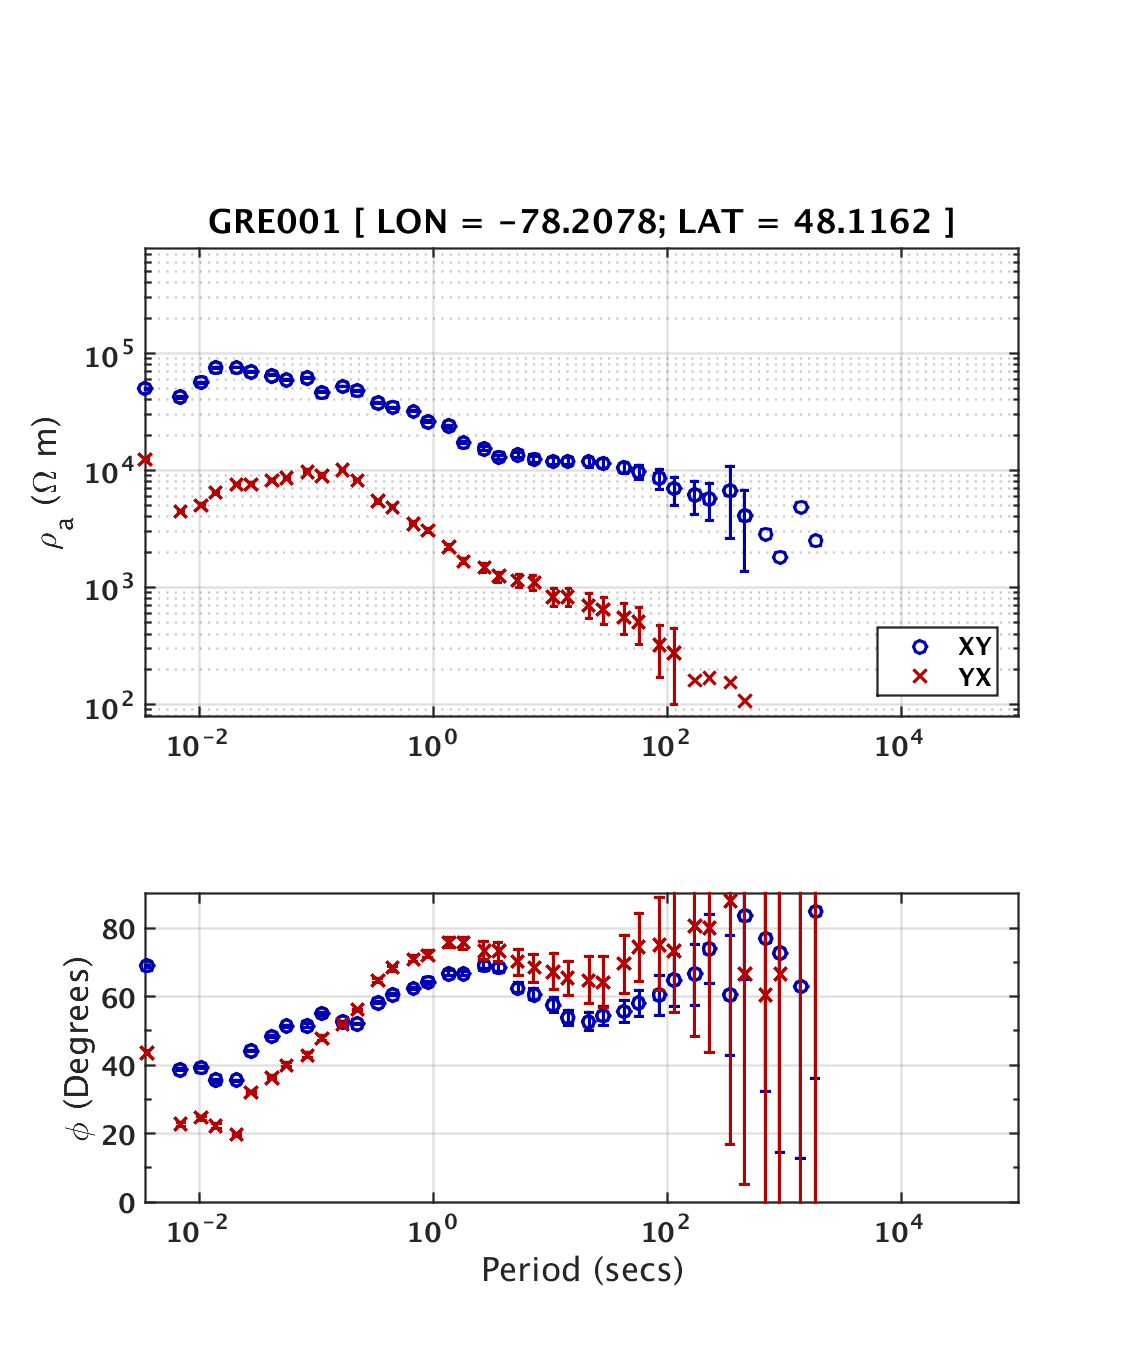 GRE001 [ LON = -78.2078; LAT = 48.1162 ]
10^5
10^4
10^3
10^2
ρ_a (Ω m)
XY
YX
10^-2 10^0 10^2 10^4
80
60
40
20
0
ϕ (Degrees)
10^-2 10^0 10^2 10^4
Period (secs)